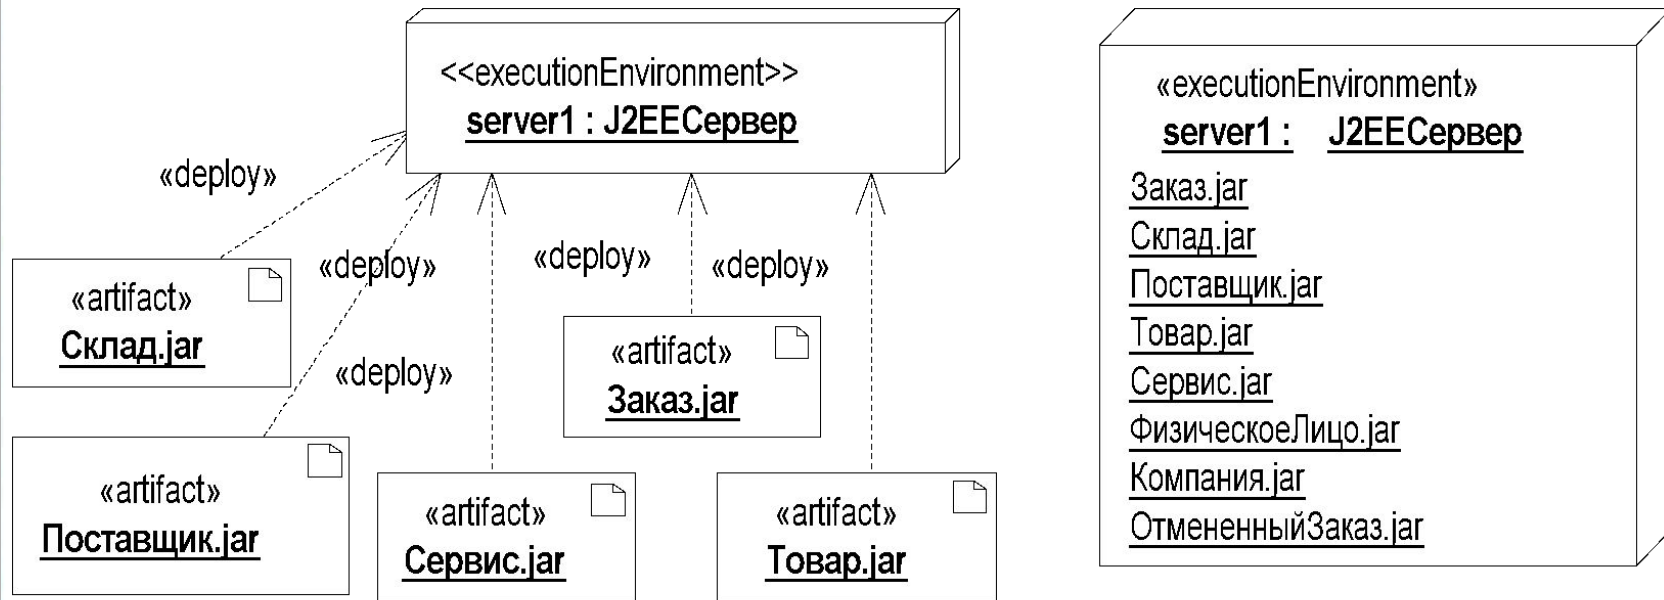 <<executionEnvironment>>
server1 : J2EEСервер
«deploy»
«deploy»
«deploy»
«deploy»
«deploy»
«artifact»
Склад.jar
«artifact»
Заказ.jar
«artifact»
Поставщик.jar
«artifact»
Сервис.jar
«artifact»
Товар.jar
«executionEnvironment»
server1 : J2EEСервер
Заказ.jar
Склад.jar
Поставщик.jar
Товар.jar
Сервис.jar
ФизическоеЛицо.jar
Компания.jar
ОтмененныйЗаказ.jar